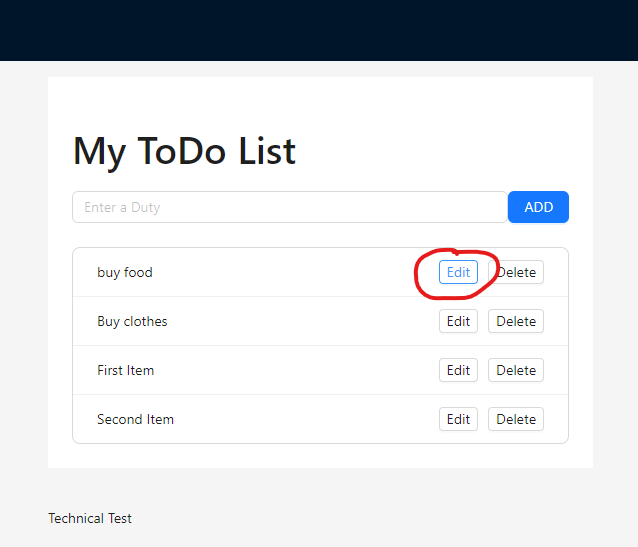 My ToDo List
Enter a Duty ADD
buy food Edit Delete
Buy clothes Edit Delete
First Item Edit Delete
Second Item Edit Delete
Technical Test